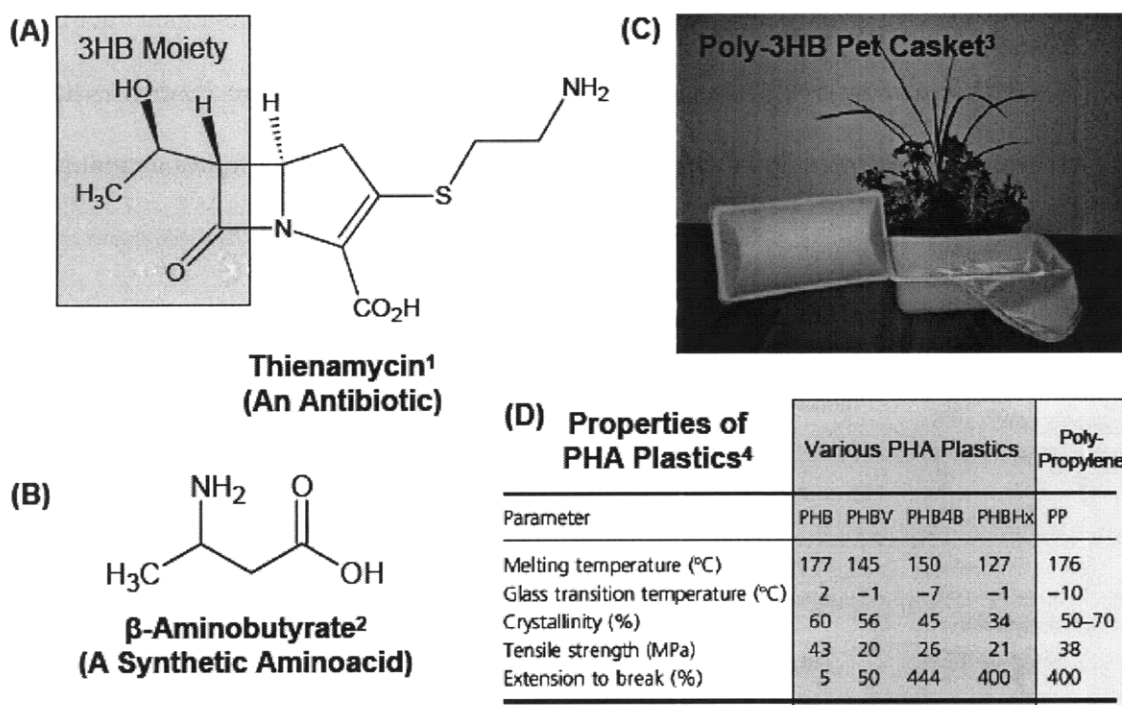 (A)
3HB Moiety
HO
H
H
H₃C
O
N
S
NH₂
CO₂H
Thienamycin¹
(An Antibiotic)
(B)
NH₂
O
H₃C
OH
β-Aminobutyrate²
(A Synthetic Aminoacid)
(C)
Poly-3HB Pet Casket³
(D) Properties of
PHA Plastics⁴
Various PHA Plastics
Poly-
Propylene
Parameter PHB PHBV PHB4B PHBHx PP
Melting temperature (°C) 177 145 150 127 176
Glass transition temperature (°C) 2 −1 −7 −1 −10
Crystallinity (%) 60 56 45 34 50–70
Tensile strength (MPa) 43 20 26 21 38
Extension to break (%) 5 50 444 400 400